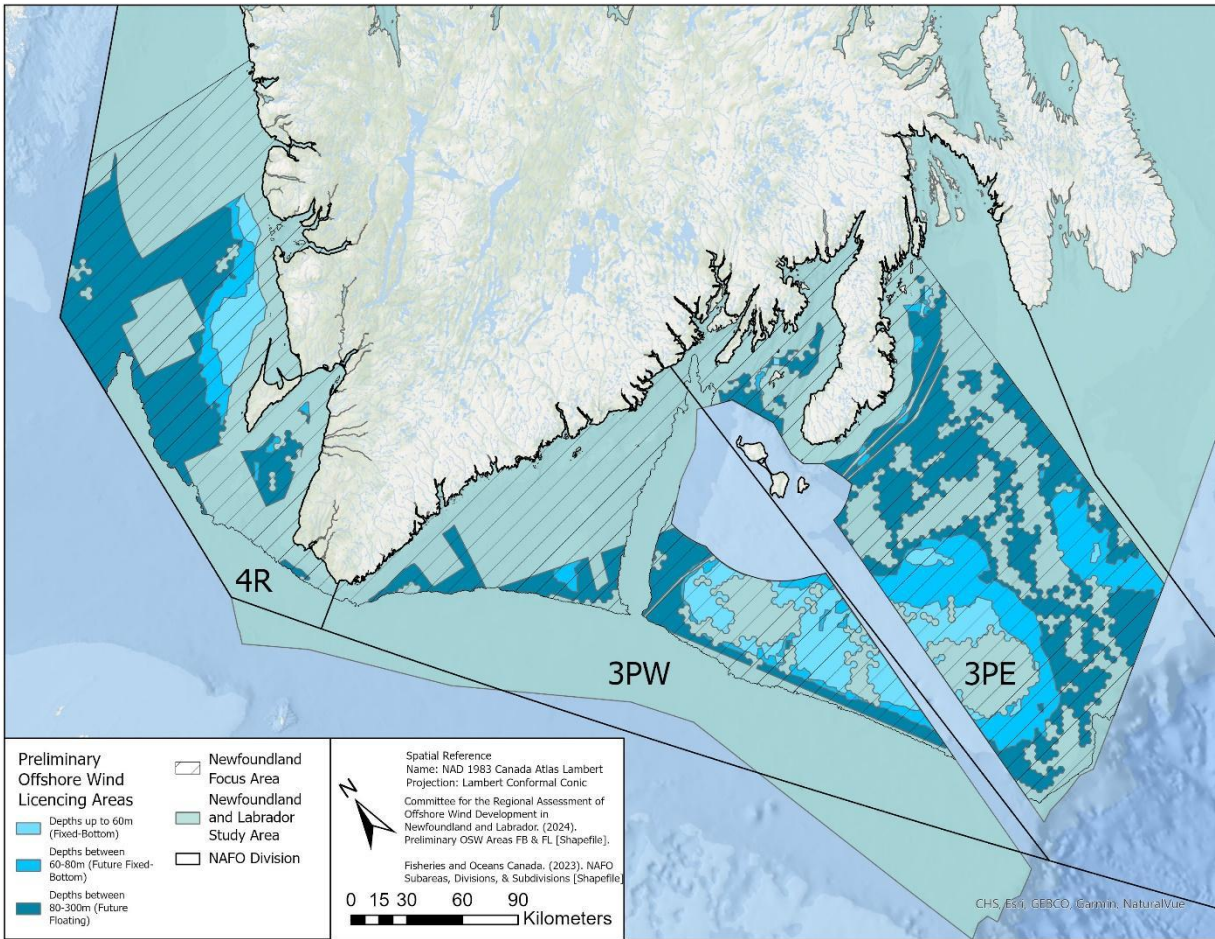 4R
3PW
3PE
Preliminary
Offshore Wind
Licencing Areas
Depths up to 60m
(Fixed-Bottom)
Depths between
60-80m (Future Fixed-
Bottom)
Depths between
80-300m (Future
Floating)
Newfoundland
Focus Area
Newfoundland
and Labrador
Study Area
NAFO Division
N
Spatial Reference
Name: NAD 1983 Canada Atlas Lambert
Projection: Lambert Conformal Conic
Committee for the Regional Assessment of
Offshore Wind Development in
Newfoundland and Labrador. (2024).
Preliminary OSW Areas FB & FL [Shapefile].
Fisheries and Oceans Canada. (2023). NAFO
Subareas, Divisions, & Subdivisions [Shapefile]
0 15 30 60 90
Kilometers
CHS, Esri, GEBCO, Garmin, NaturalVue